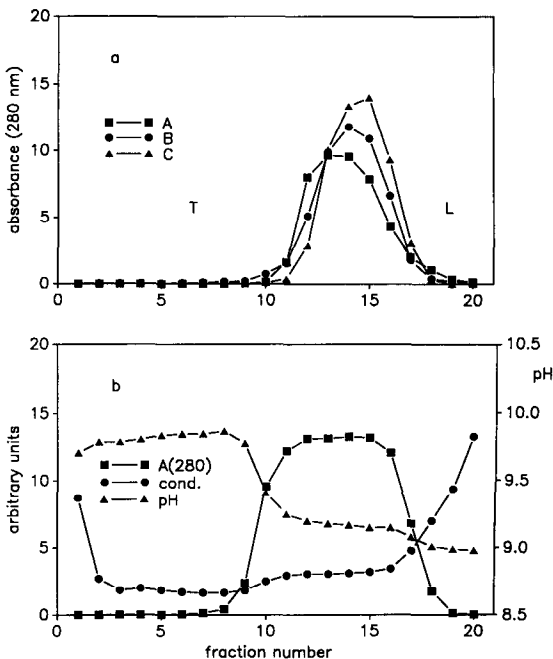 20
15
10
5
0
absorbance (280 nm)
a
A
B
C
T
L
1 5 10 15 20
20
15
10
5
0
arbitrary units
b
A(280)
cond.
pH
10.5
pH
10.0
9.5
9.0
8.5
1 5 10 15 20
fraction number